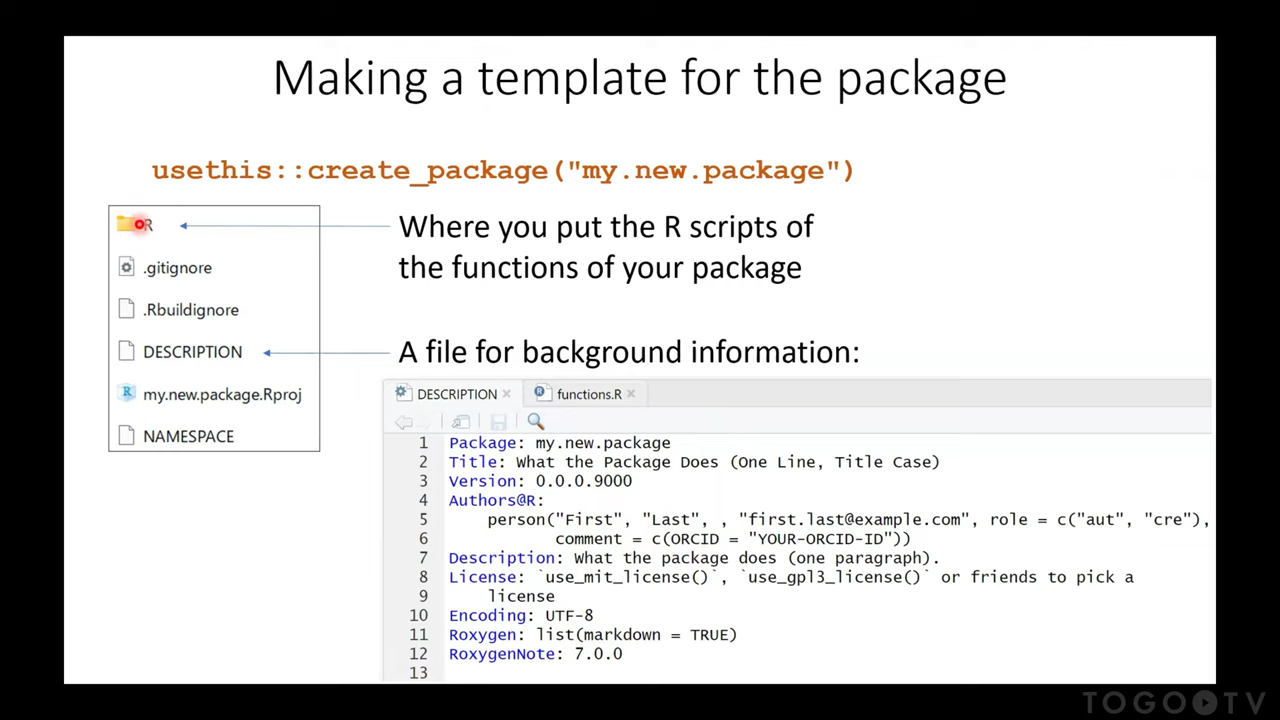 Making a template for the package
usethis::create_package("my.new.package")
R
.gitignore
.Rbuildignore
DESCRIPTION
my.new.package.Rproj
NAMESPACE
Where you put the R scripts of
the functions of your package
A file for background information:
DESCRIPTION
functions.R
1 Package: my.new.package
2 Title: What the Package Does (One Line, Title Case)
3 Version: 0.0.0.9000
4 Authors@R:
5 person("First", "Last", , "first.last@example.com", role = c("aut", "cre"),
6 comment = c(ORCID = "YOUR-ORCID-ID"))
7 Description: What the package does (one paragraph).
8 License: `use_mit_license()`, `use_gpl3_license()` or friends to pick a
9 license
10 Encoding: UTF-8
11 Roxygen: list(markdown = TRUE)
12 RoxygenNote: 7.0.0
13
TOGO TV